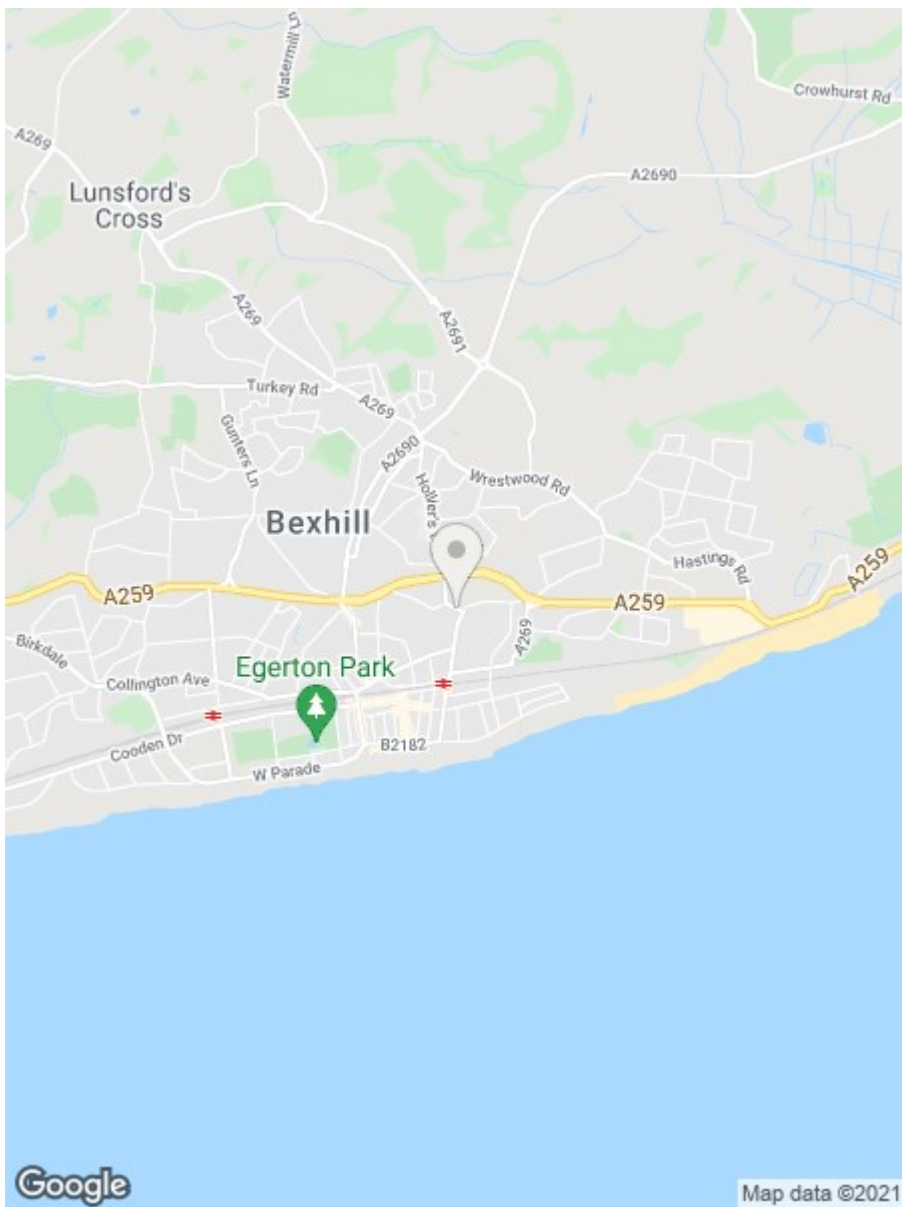 Watermill Ln
Crowhurst Rd
A269
A2690
Lunsford's
Cross
A269
A2691
Turkey Rd
A269
Gunters Ln
A2690
Wrestwood Rd
Bexhill
Hastings Rd
A259
A259
A259
Birkdale
A269
Egerton Park
Collington Ave
Cooden Dr
B2182
W Parade
Google
Map data ©2021